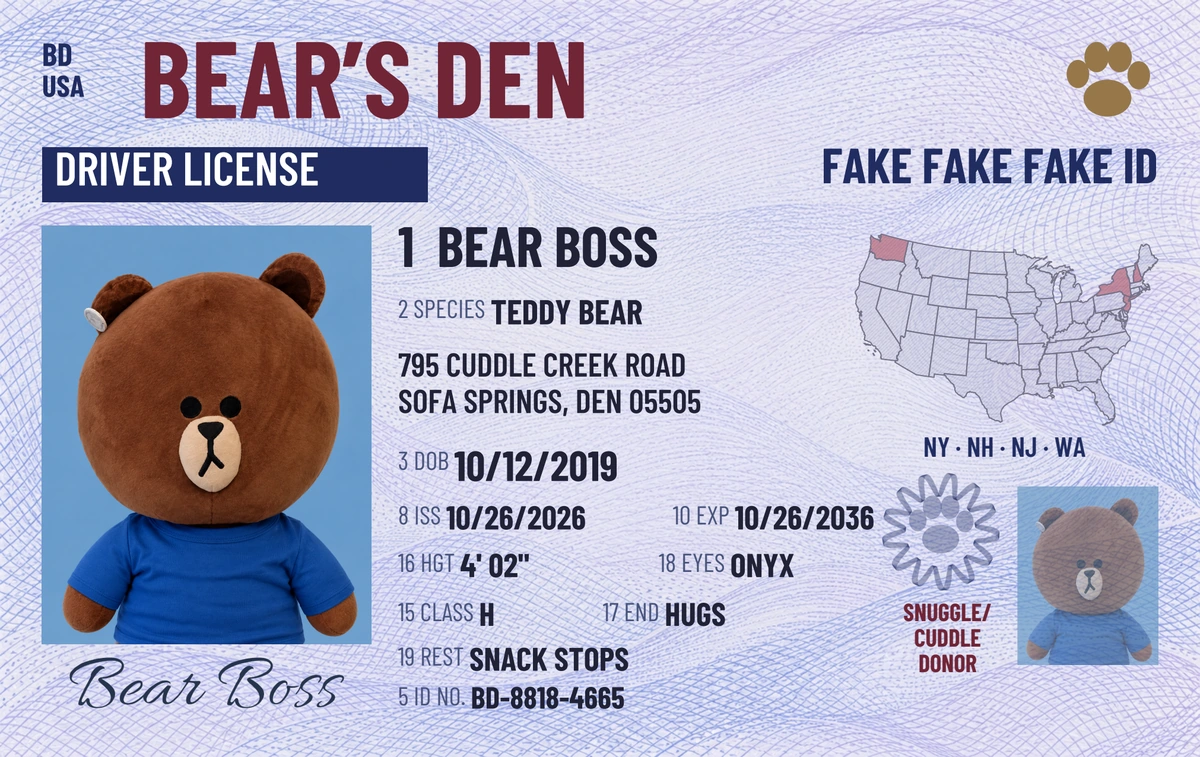 BD
USA
BEAR'S DEN
DRIVER LICENSE
FAKE FAKE FAKE ID
1 BEAR BOSS
2 SPECIES TEDDY BEAR
795 CUDDLE CREEK ROAD
SOFA SPRINGS, DEN 05505
3 DOB 10/12/2019
8 ISS 10/26/2026 10 EXP 10/26/2036
16 HGT 4' 02"
18 EYES ONYX
15 CLASS H
17 END HUGS
19 REST SNACK STOPS
5 ID NO. BD-8818-4665
Bear Boss
NY · NH · NJ · WA
SNUGGLE/
CUDDLE
DONOR